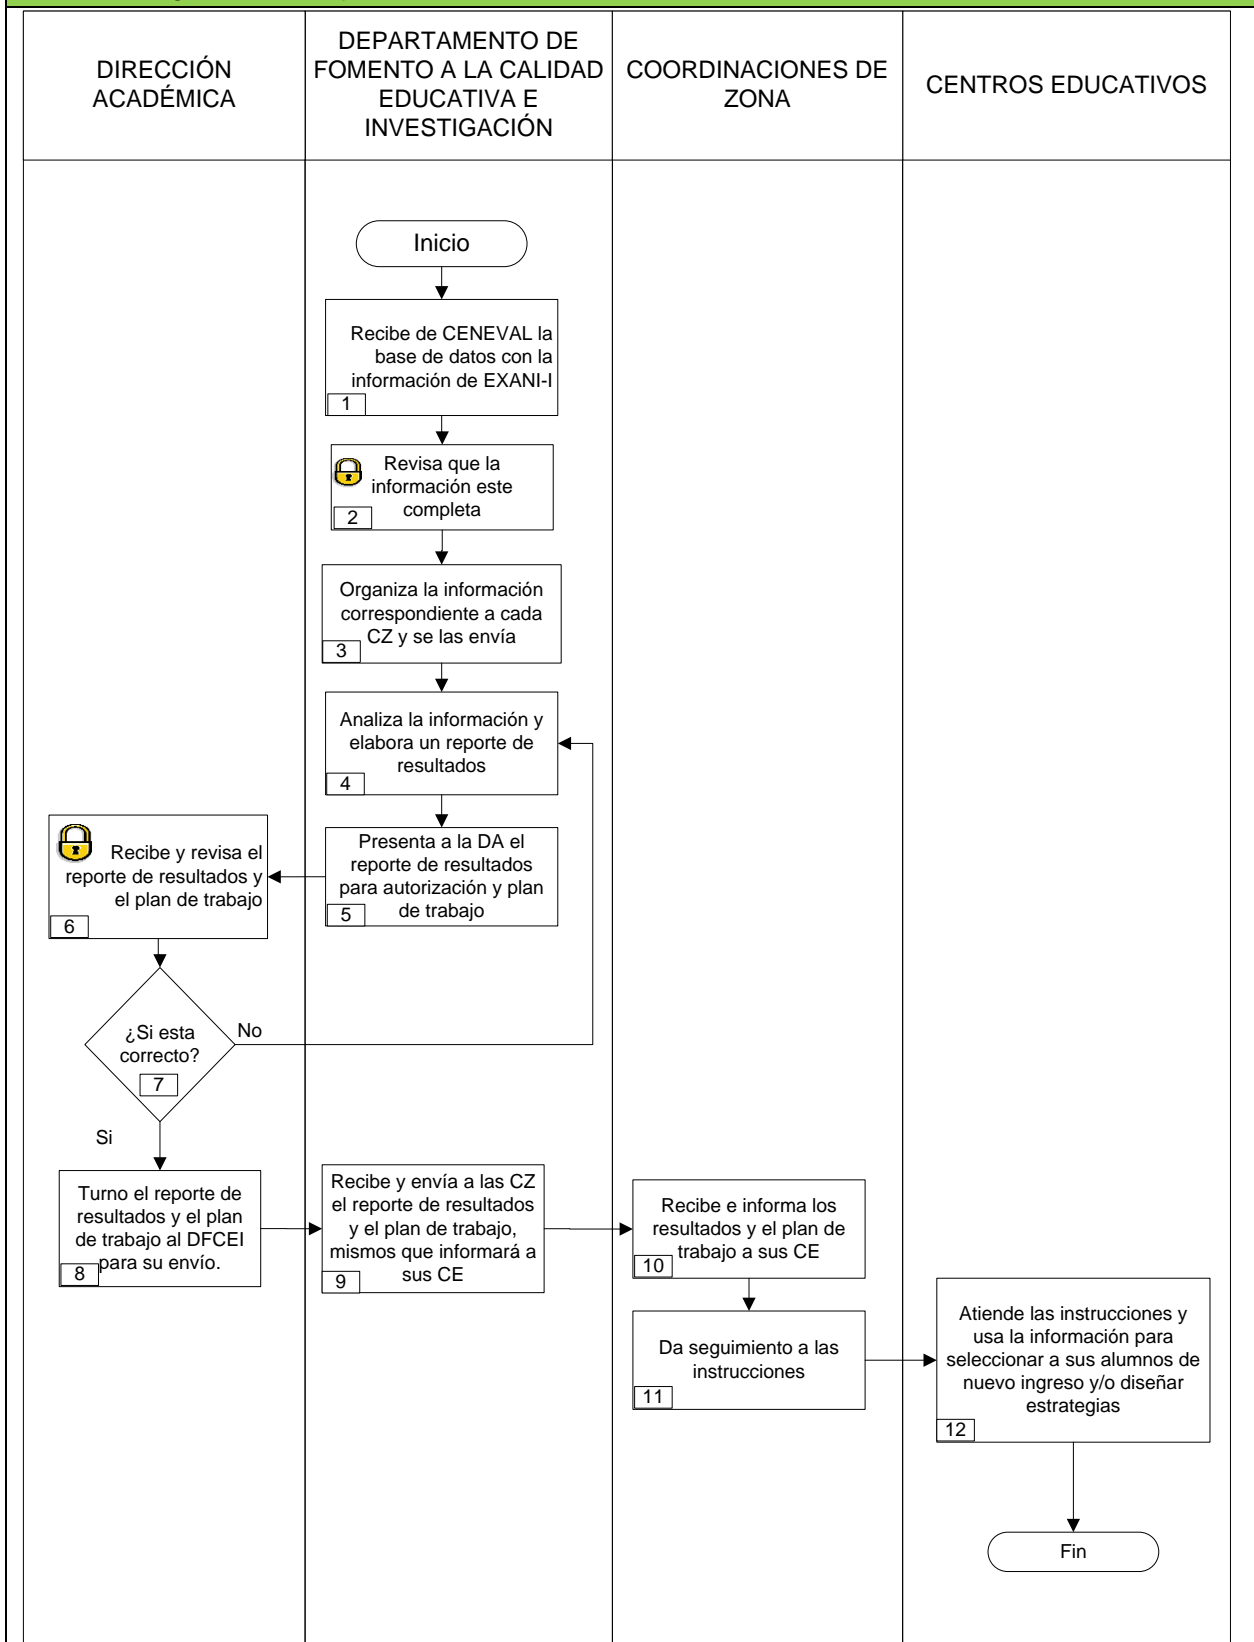 DIRECCIÓN
ACADÉMICA
DEPARTAMENTO DE
FOMENTO A LA CALIDAD
EDUCATIVA E
INVESTIGACIÓN
COORDINACIONES DE
ZONA
CENTROS EDUCATIVOS
Inicio
Recibe de CENEVAL la
base de datos con la
información de EXANI-I
1
Revisa que la
información este
completa
2
Organiza la información
correspondiente a cada
CZ y se las envía
3
Analiza la información y
elabora un reporte de
resultados
4
Presenta a la DA el
reporte de resultados
para autorización y plan
de trabajo
5
Recibe y revisa el
reporte de resultados y
el plan de trabajo
6
¿Si esta
correcto?
7
No
Si
Turno el reporte de
resultados y el plan
de trabajo al DFCEI
para su envío.
8
Recibe y envía a las CZ
el reporte de resultados
y el plan de trabajo,
mismos que informará a
sus CE
9
Recibe e informa los
resultados y el plan de
trabajo a sus CE
10
Da seguimiento a las
instrucciones
11
Atiende las instrucciones y
usa la información para
seleccionar a sus alumnos de
nuevo ingreso y/o diseñar
estrategias
12
Fin